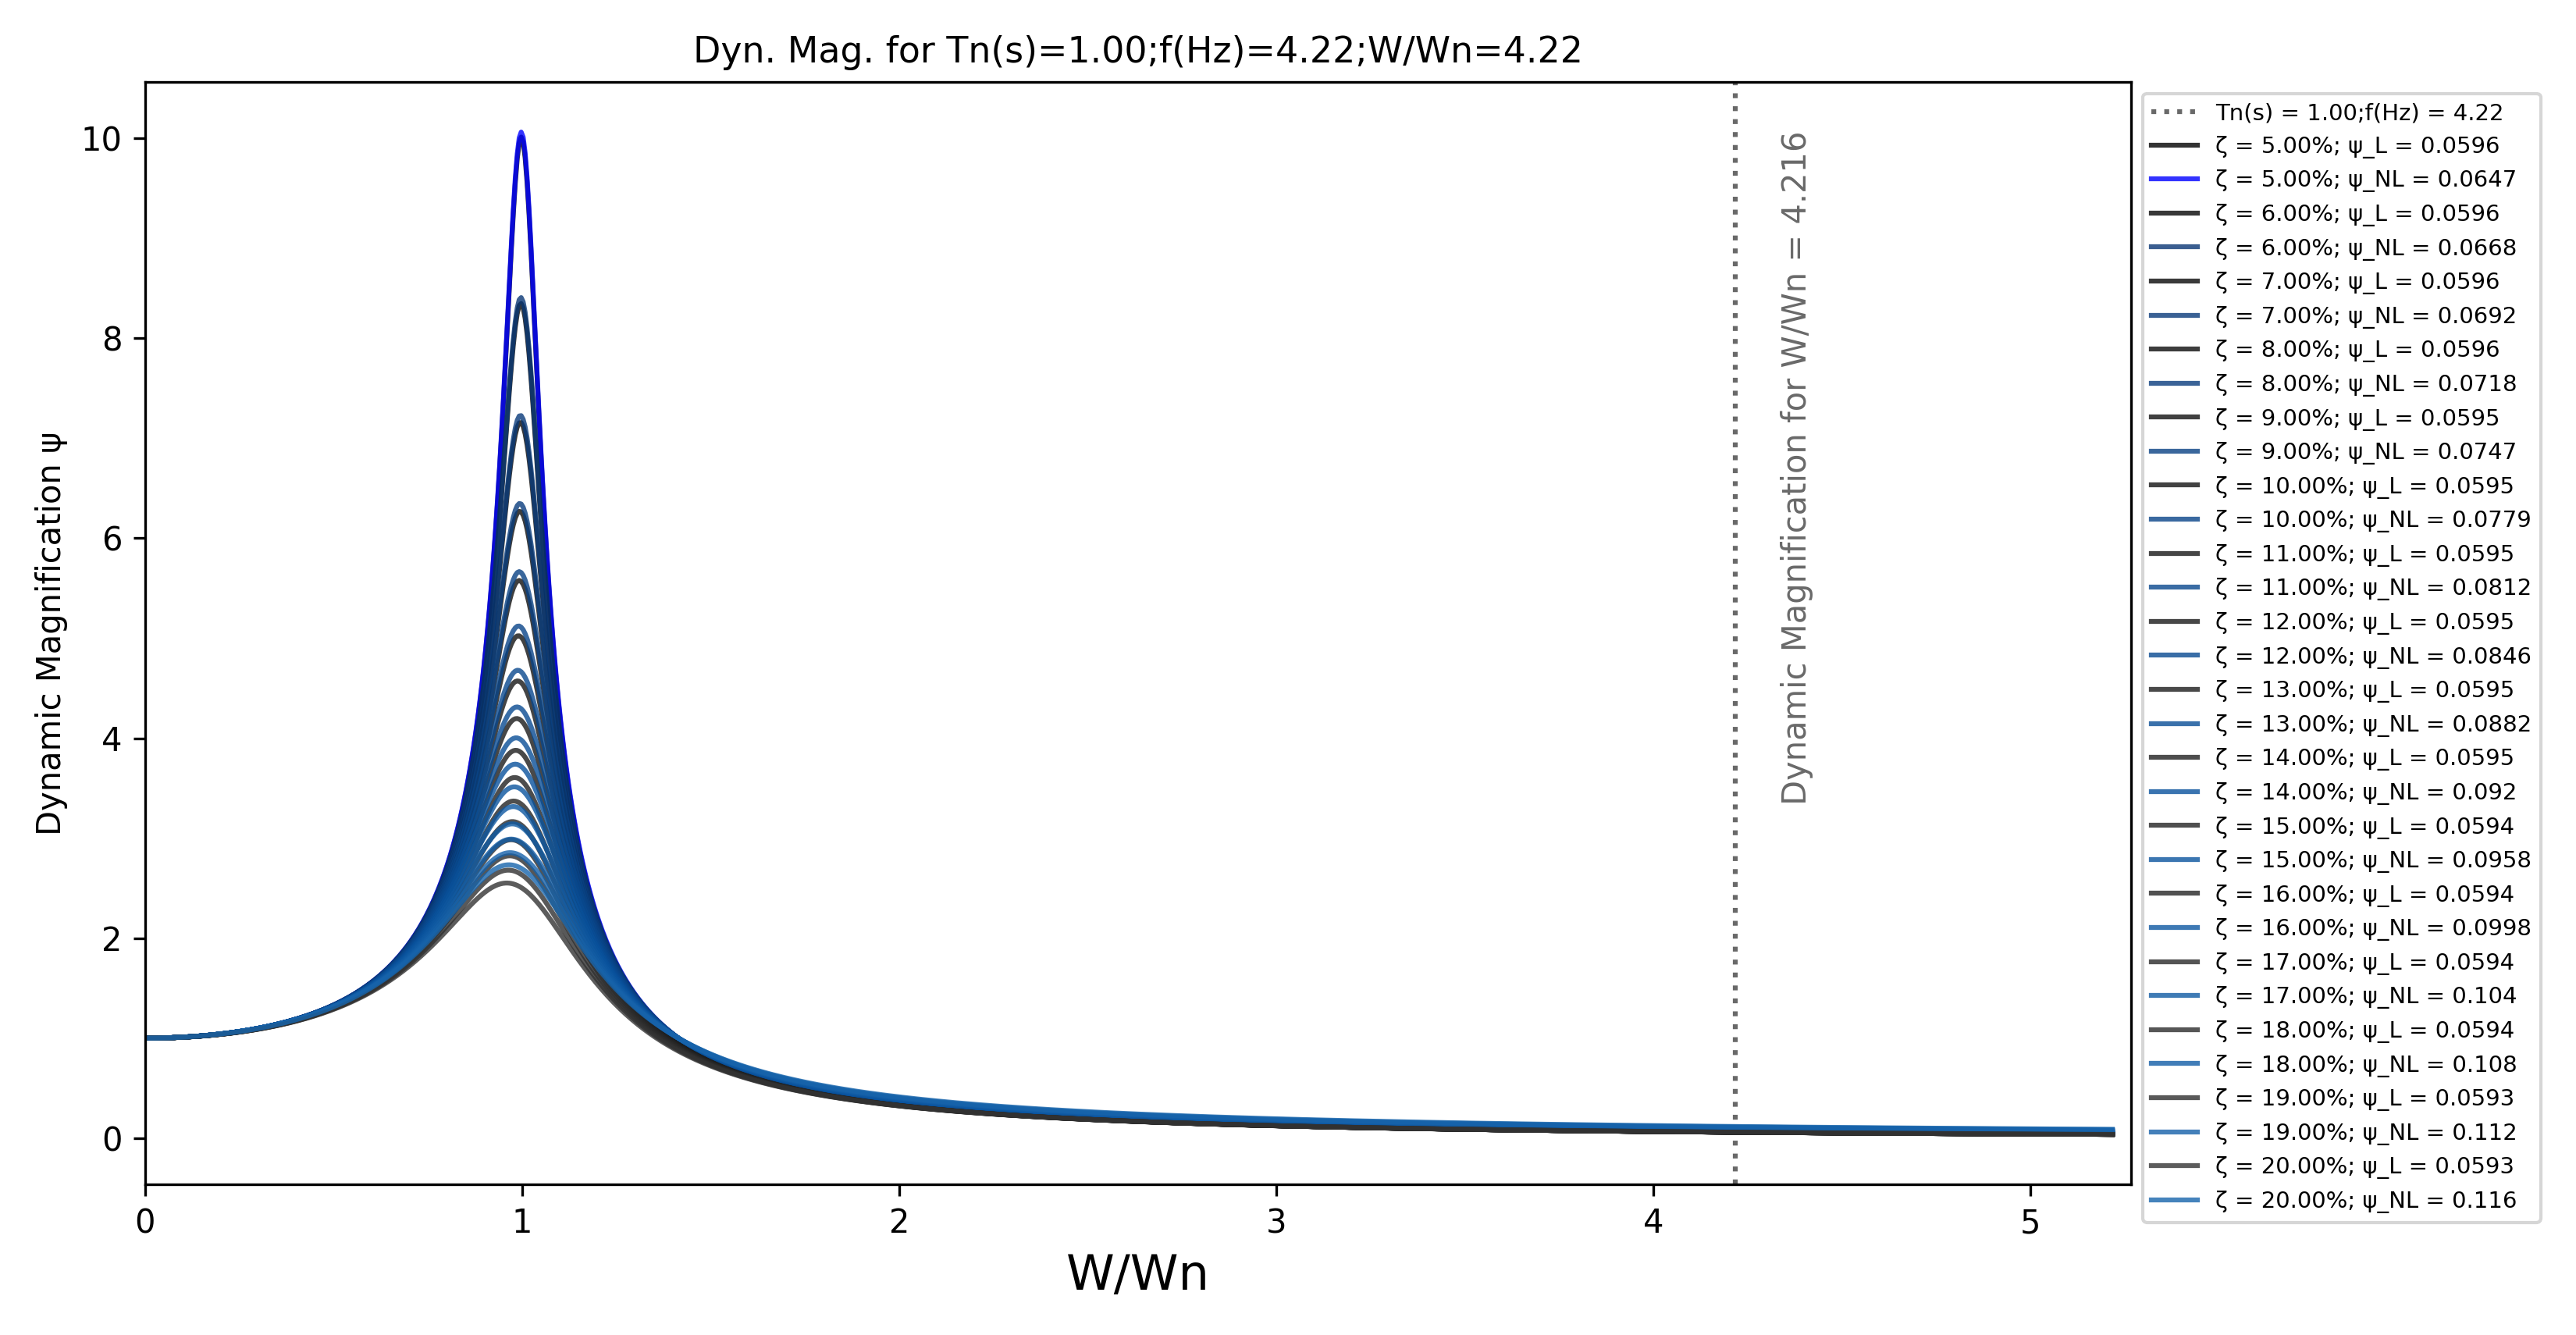 Dyn. Mag. for Tn(s)=1.00;f(Hz)=4.22;W/Wn=4.22
Dynamic Magnification ψ
10
8
6
4
2
0
0
1
2
3
4
5
W/Wn
Dynamic Magnification for W/Wn = 4.216
Tn(s) = 1.00;f(Hz) = 4.22
ζ = 5.00%; ψ_L = 0.0596
ζ = 5.00%; ψ_NL = 0.0647
ζ = 6.00%; ψ_L = 0.0596
ζ = 6.00%; ψ_NL = 0.0668
ζ = 7.00%; ψ_L = 0.0596
ζ = 7.00%; ψ_NL = 0.0692
ζ = 8.00%; ψ_L = 0.0596
ζ = 8.00%; ψ_NL = 0.0718
ζ = 9.00%; ψ_L = 0.0595
ζ = 9.00%; ψ_NL = 0.0747
ζ = 10.00%; ψ_L = 0.0595
ζ = 10.00%; ψ_NL = 0.0779
ζ = 11.00%; ψ_L = 0.0595
ζ = 11.00%; ψ_NL = 0.0812
ζ = 12.00%; ψ_L = 0.0595
ζ = 12.00%; ψ_NL = 0.0846
ζ = 13.00%; ψ_L = 0.0595
ζ = 13.00%; ψ_NL = 0.0882
ζ = 14.00%; ψ_L = 0.0595
ζ = 14.00%; ψ_NL = 0.092
ζ = 15.00%; ψ_L = 0.0594
ζ = 15.00%; ψ_NL = 0.0958
ζ = 16.00%; ψ_L = 0.0594
ζ = 16.00%; ψ_NL = 0.0998
ζ = 17.00%; ψ_L = 0.0594
ζ = 17.00%; ψ_NL = 0.104
ζ = 18.00%; ψ_L = 0.0594
ζ = 18.00%; ψ_NL = 0.108
ζ = 19.00%; ψ_L = 0.0593
ζ = 19.00%; ψ_NL = 0.112
ζ = 20.00%; ψ_L = 0.0593
ζ = 20.00%; ψ_NL = 0.116